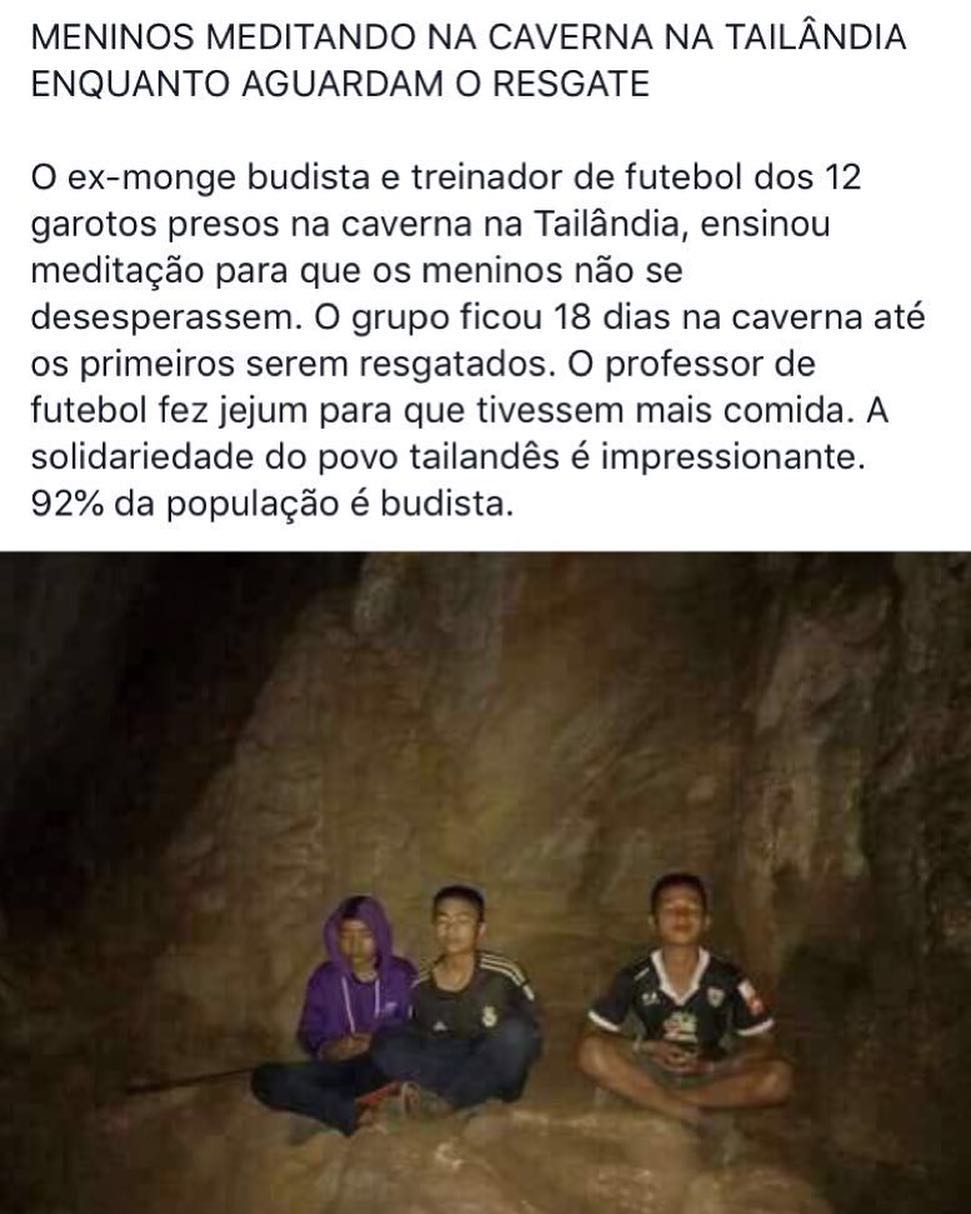 MENINOS MEDITANDO NA CAVERNA NA TAILÂNDIA
ENQUANTO AGUARDAM O RESGATE
O ex-monge budista e treinador de futebol dos 12
garotos presos na caverna na Tailândia, ensinou
meditação para que os meninos não se
desesperassem. O grupo ficou 18 dias na caverna até
os primeiros serem resgatados. O professor de
futebol fez jejum para que tivessem mais comida. A
solidariedade do povo tailandês é impressionante.
92% da população é budista.